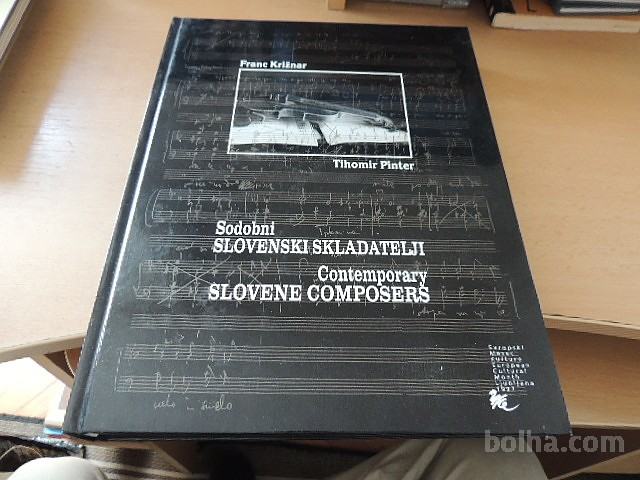 Franc Križnar
Tihomir Pinter
Sodobni
SLOVENSKI SKLADATELJI
Contemporary
SLOVENE COMPOSERS
Evropski
Mesec
Kulture
European
Cultural
Month
Ljubljana
1997
bolha.com